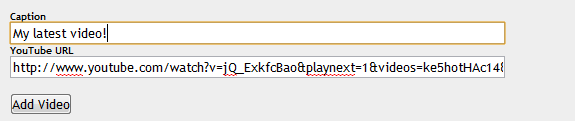 Caption
My latest video!
YouTube URL
http://www.youtube.com/watch?v=jQ_ExkfcBao&playnext=1&videos=ke5hotHAc14&
Add Video